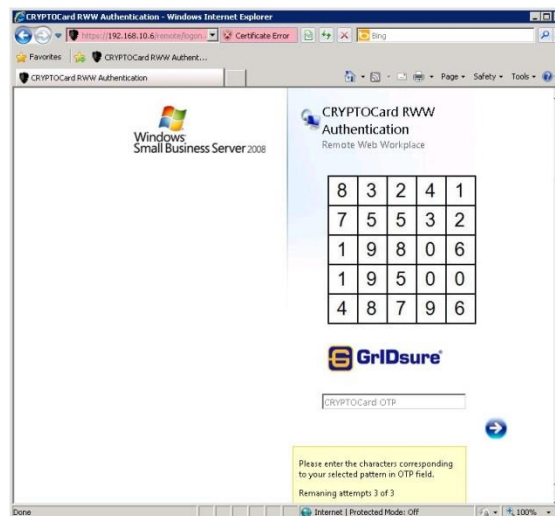 CRYPTOCard RWW Authentication - Windows Internet Explorer
https://192.168.10.6/remote/logon. Certificate Error Bing
Favorites CRYPTOCard RWW Authent...
CRYPTOCard RWW Authentication Page Safety Tools
Windows
Small Business Server 2008
CRYPTOCard RWW
Authentication
Remote Web Workplace
8 3 2 4 1
7 5 5 3 2
1 9 8 0 6
1 9 5 0 0
4 8 7 9 6
GrIDsure
CRYPTOCard OTP
Please enter the characters corresponding
to your selected pattern in OTP field.
Remaning attempts 3 of 3
Done Internet | Protected Mode: Off 100%